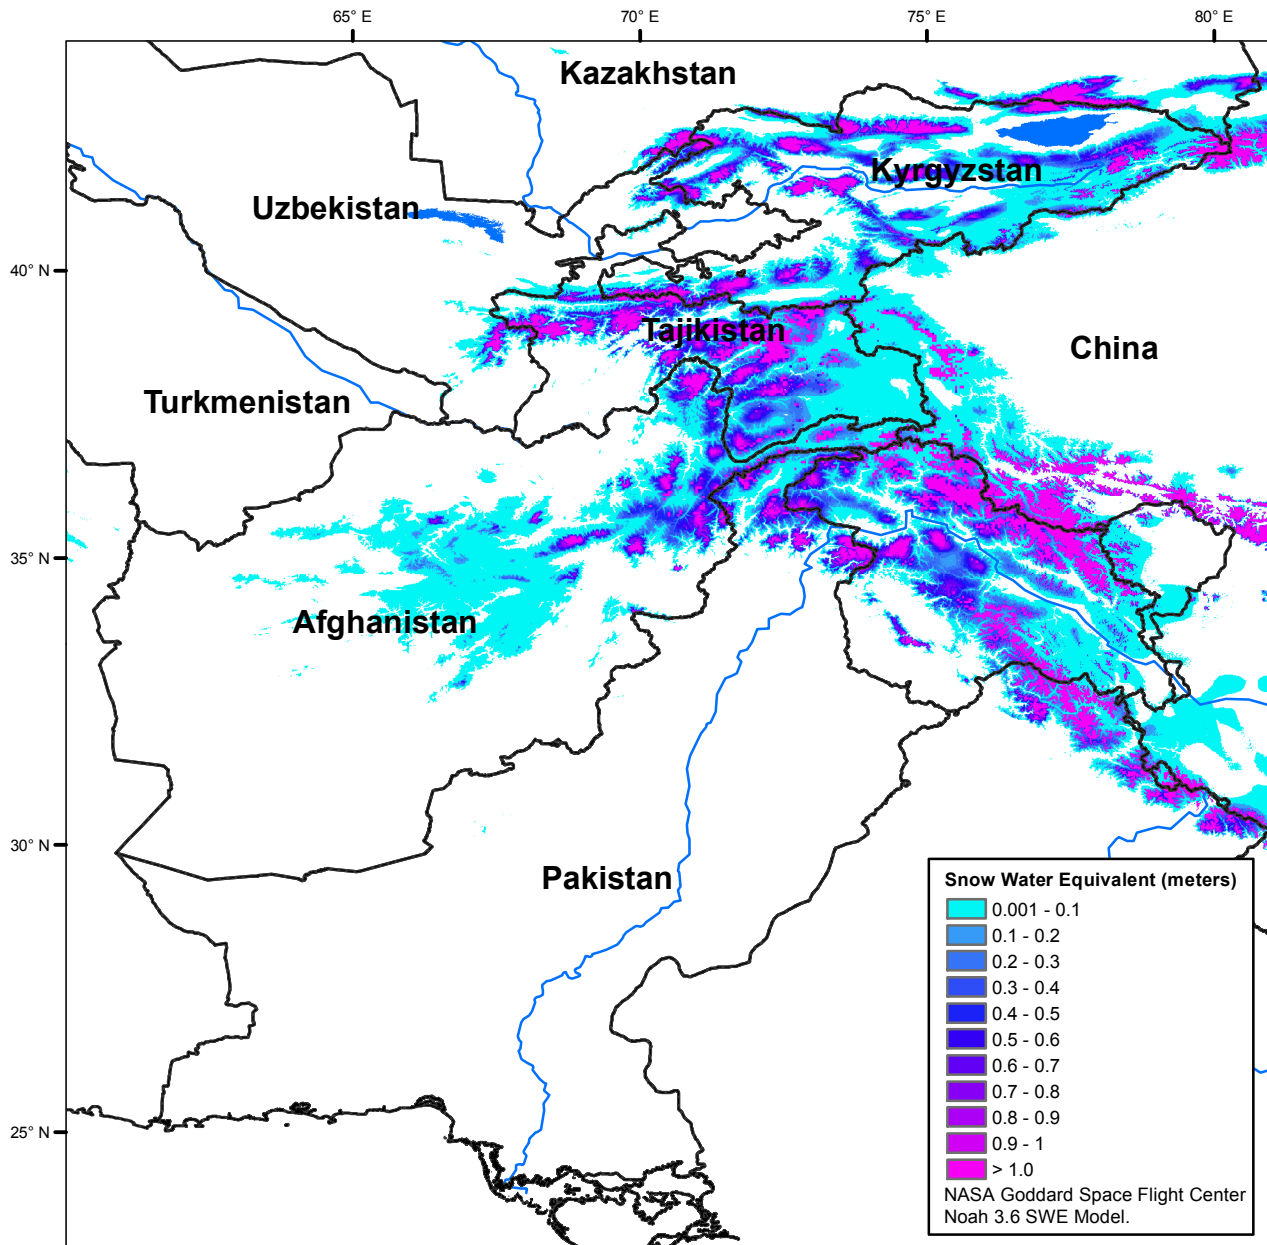 65° E
70° E
75° E
80° E
Kazakhstan
Kyrgyzstan
Uzbekistan
40° N
Tajikistan
China
Turkmenistan
35° N
Afghanistan
30° N
Pakistan
25° N
Snow Water Equivalent (meters)
0.001 - 0.1
0.1 - 0.2
0.2 - 0.3
0.3 - 0.4
0.4 - 0.5
0.5 - 0.6
0.6 - 0.7
0.7 - 0.8
0.8 - 0.9
0.9 - 1
> 1.0
NASA Goddard Space Flight Center
Noah 3.6 SWE Model.